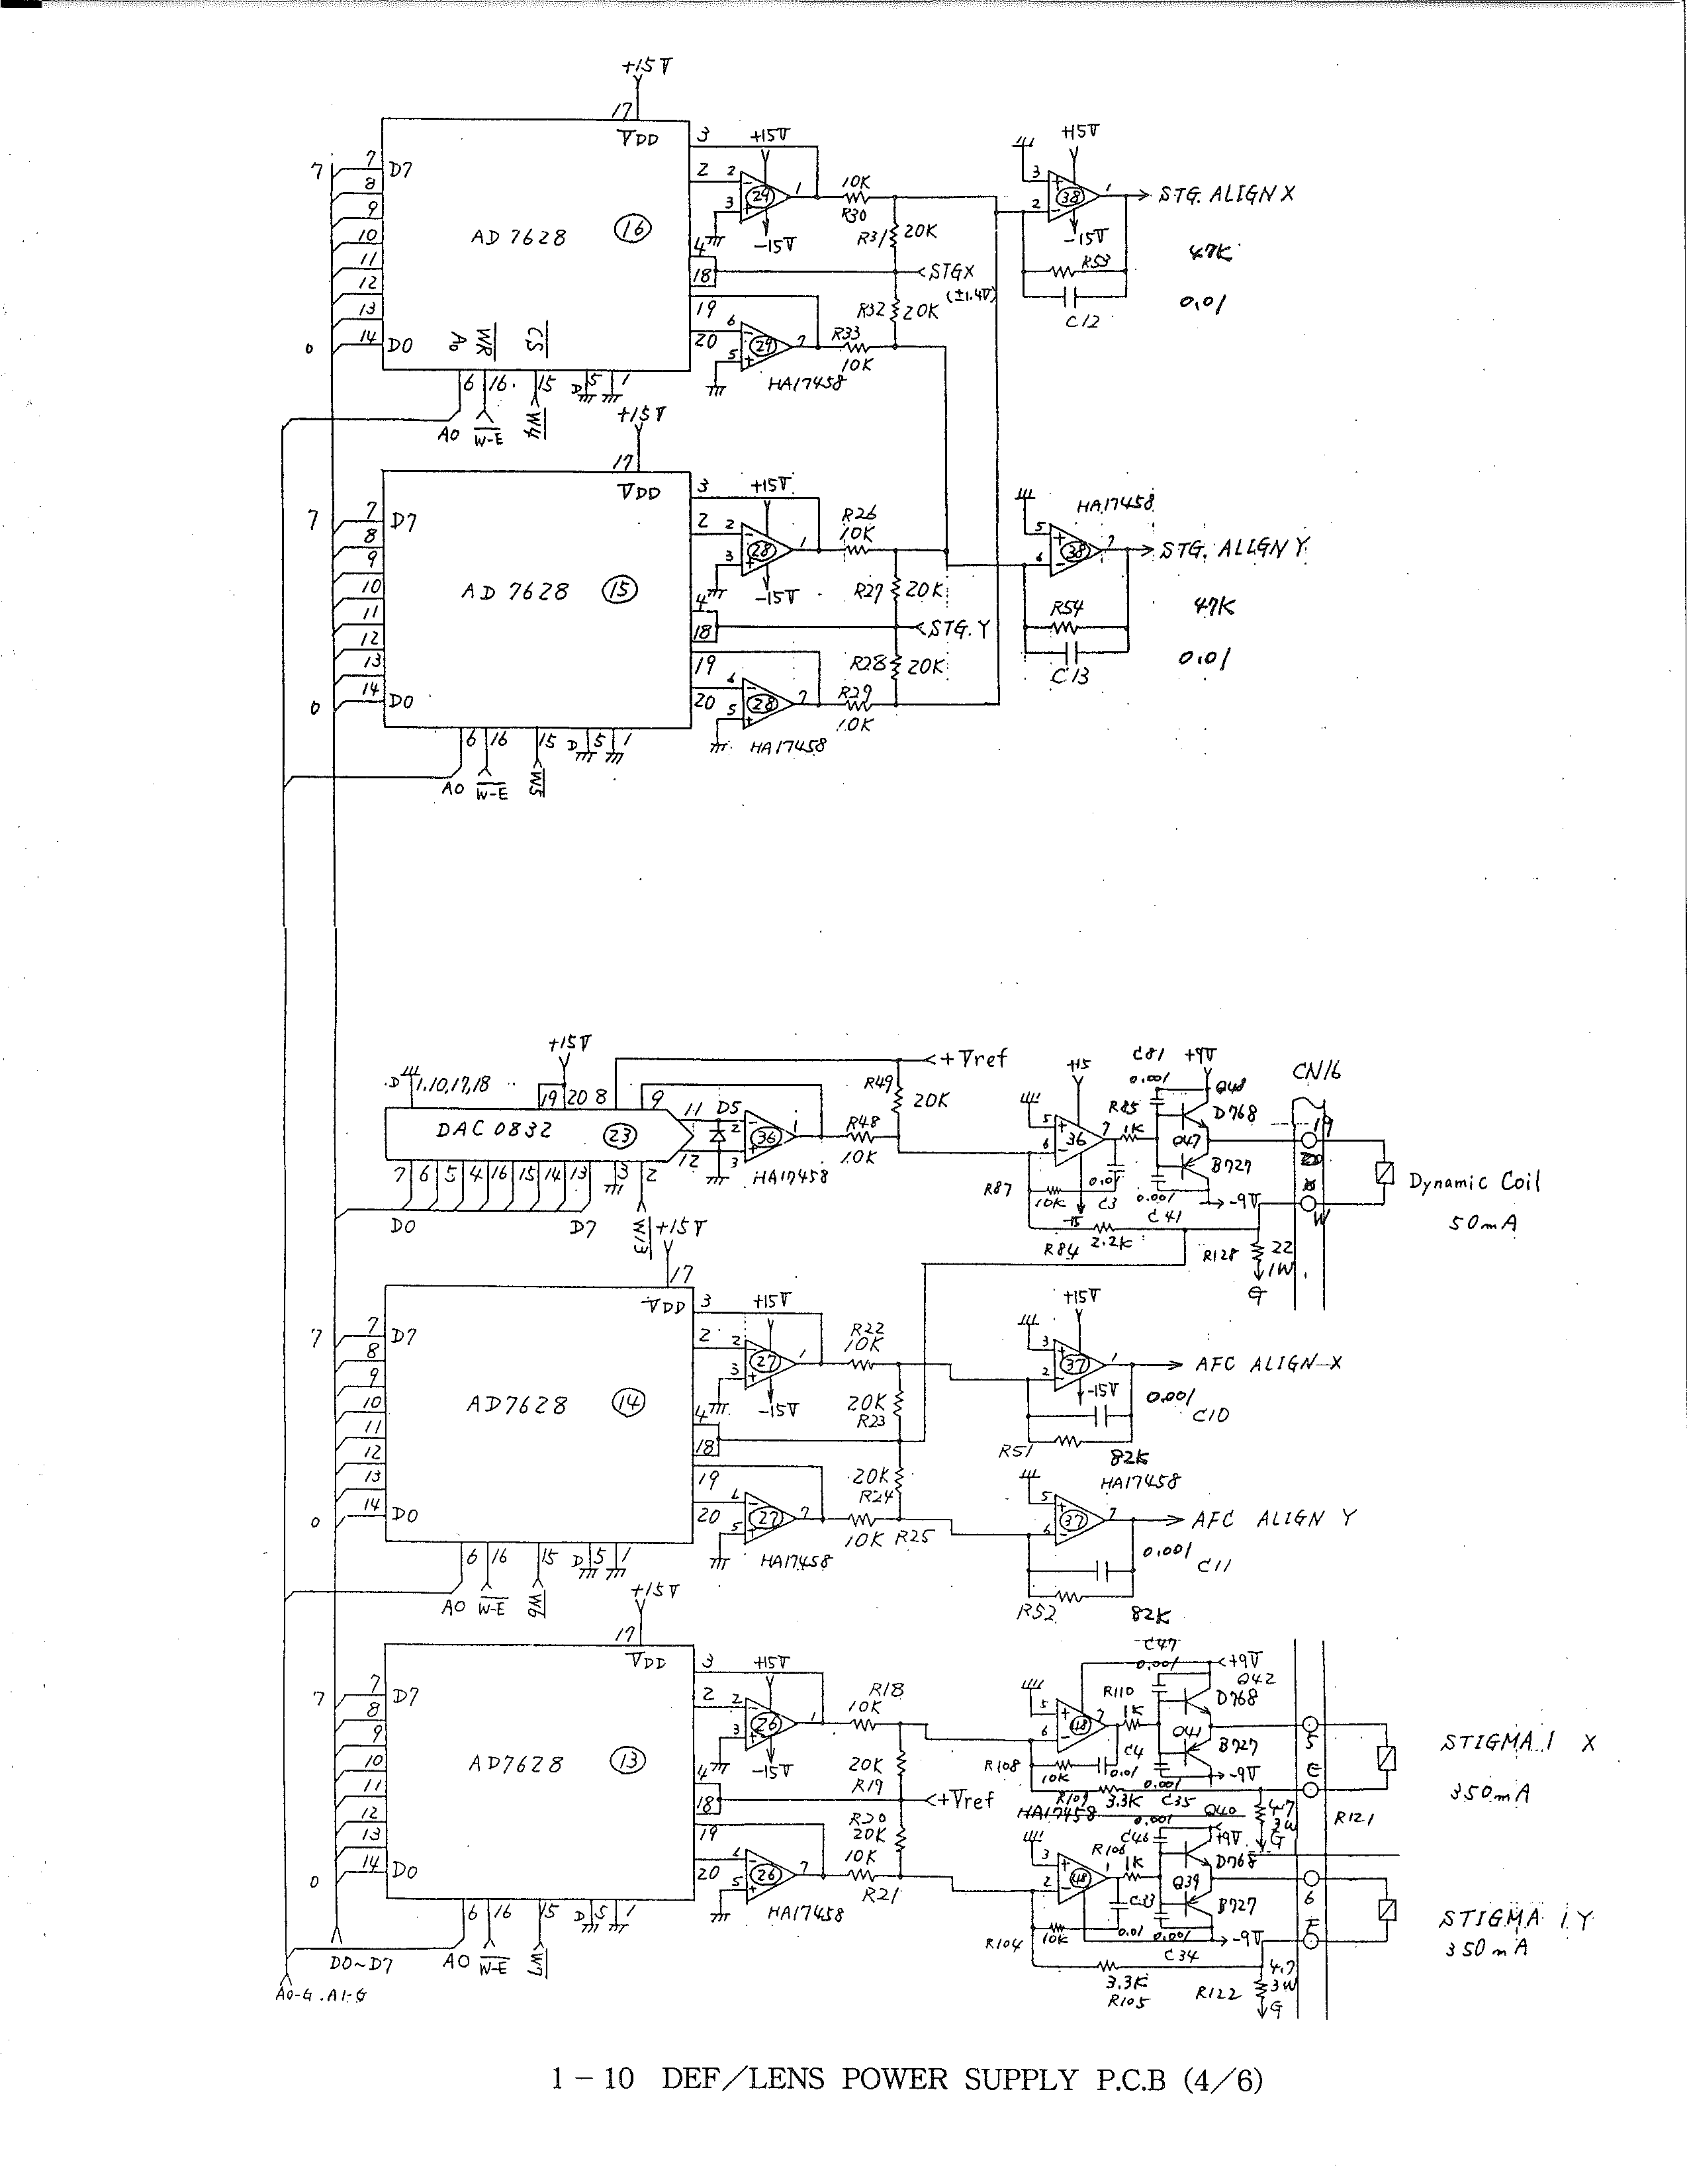 +15V
17
VDD
7 7 D7
8
9
10
11
12
13
0 14 D0
AD 7628 16
A0 WR CS
6 16 15 D 5 1
A0 W-E W4
3
2 2 29 1
3
+15V
-15V
4
18
19
20 6 29 7
5
HA17458
10K
R30
R31 20K
STGX
(±1.4V)
R32 20K
R33
10K
+15V
3 38 1
2
-15V
STG. ALIGN X
R53 47K
C12 0.01
+15V
17
VDD
7 7 D7
8
9
10
11
12
13
0 14 D0
AD 7628 15
6 16 15 D 5 1
A0 W-E W5
3
2 2 28 1
3
+15V
-15V
4
18
19
20 6 28 7
5
HA17458
R26
10K
R27 20K
STG. Y
R28 20K
R29
10K
HA17458
5 38 7
6
STG. ALIGN Y
R54 47K
C13 0.01
+15V
D 1.10,17,18
19 20 8 9
DAC 0832 23
11 D5
12
2 36 1
3
HA17458
7 6 5 4 16 15 14 13 3 2
D0 D7
W13
+Vref
R49
20K
R48
10K
+15
5 36 7
6
-15
R85
1K
C81 +9V
0.001
Q48
D768
Q47
B727
0.001
C41
-9V
R87
10K
0.01
C3
R84 2.2K
R128 22
1W
G
CN16
19
W
Dynamic Coil
50mA
+15V
17
VDD
7 7 D7
8
9
10
11
12
13
0 14 D0
AD7628 14
6 16 15 D 5 1
A0 W-E W6
3
2 2 27 1
3
+15V
-15V
4
18
19
20 6 27 7
5
HA17458
R22
10K
20K
R23
20K
R24
10K R25
+15V
3 37 1
2
-15V
AFC ALIGN-X
0.001
C10
R51
82K
HA17458
5 37 7
6
AFC ALIGN Y
0.001
C11
R52
82K
+15V
17
VDD
7 7 D7
8
9
10
11
12
13
0 14 D0
AD7628 13
6 16 15 D 5 1
A0 W-E W7
D0~D7
A0-G.A1-G
3
2 2 26 1
3
+15V
-15V
4
18
19
20 6 26 7
5
HA17458
R18
10K
20K
R19
+Vref
R20
20K
10K
R21
5 48 7
6
R110
1K
C47
0.001
+9V
Q42
D768
Q41
B727
-9V
0.001
C35
R108
10K
C4
0.01
R109 3.3K
HA17458
4.7
3W
G
R121
5
E
STIGMA 1 X
350mA
3 48 1
2
R106
1K
0.001
C46
Q40
+9V
D768
Q39
B727
-9V
0.001
C34
R104
10K
C33
0.01
3.3K
R105
R122
4.7
3W
G
6
F
STIGMA 1 Y
350mA
1-10 DEF/LENS POWER SUPPLY P.C.B (4/6)